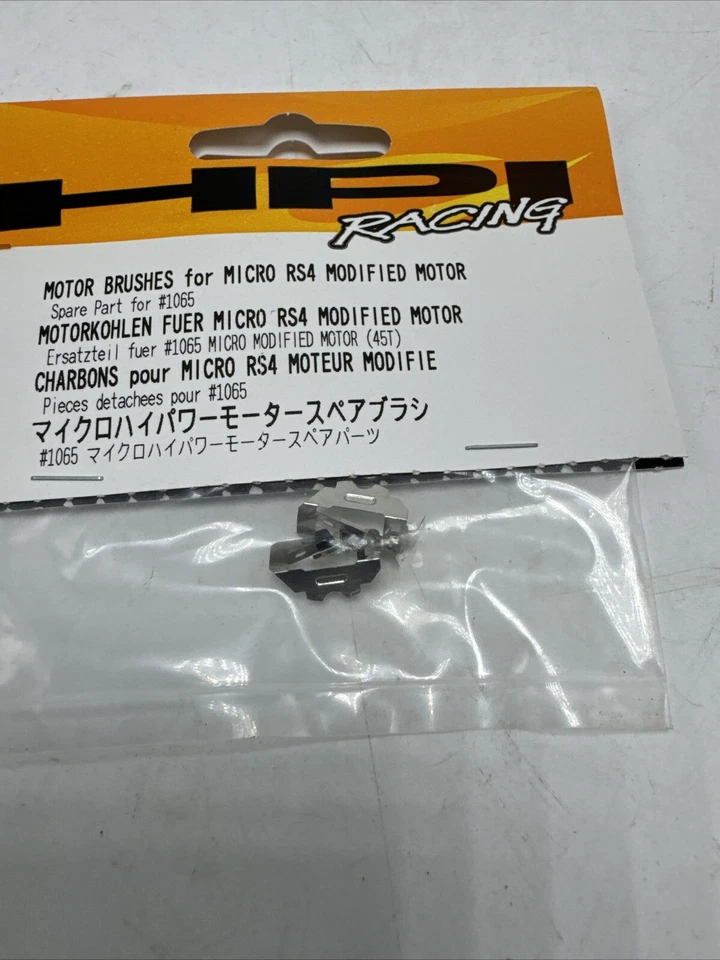 HPI
RACING
MOTOR BRUSHES for MICRO RS4 MODIFIED MOTOR
Spare Part for #1065
MOTORKOHLEN FUER MICRO RS4 MODIFIED MOTOR
Ersatzteil fuer #1065 MICRO MODIFIED MOTOR (45T)
CHARBONS pour MICRO RS4 MOTEUR MODIFIE
Pieces detachees pour #1065
マイクロハイパワーモータースペアブラシ
#1065 マイクロハイパワーモータースペアパーツ